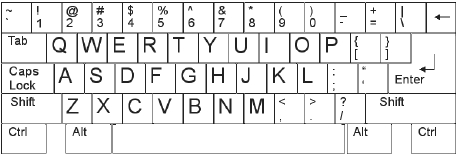 ~ ` ! 1 @ 2 # 3 $ 4 % 5 ^ 6 & 7 * 8 ( 9 ) 0 _ - + = | \ ←
Tab Q W E R T Y U I O P { [ } ]
Caps Lock A S D F G H J K L : ; " ' Enter
Shift Z X C V B N M < , > . ? / Shift
Ctrl Alt Alt Ctrl